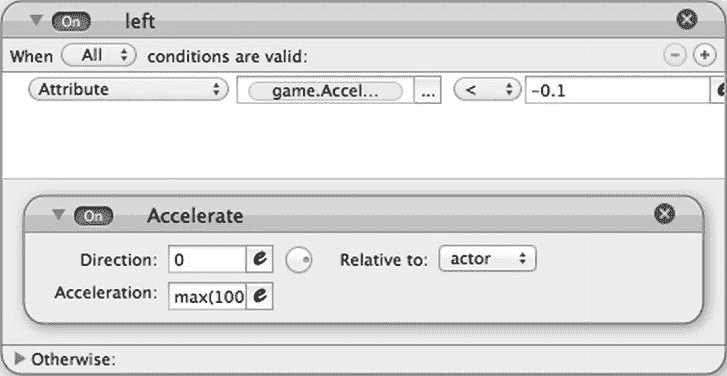 On left
When All conditions are valid: − +
Attribute game.Accel... ... < -0.1 e
On Accelerate
Direction: 0 e Relative to: actor
Acceleration: max(100 e
Otherwise: